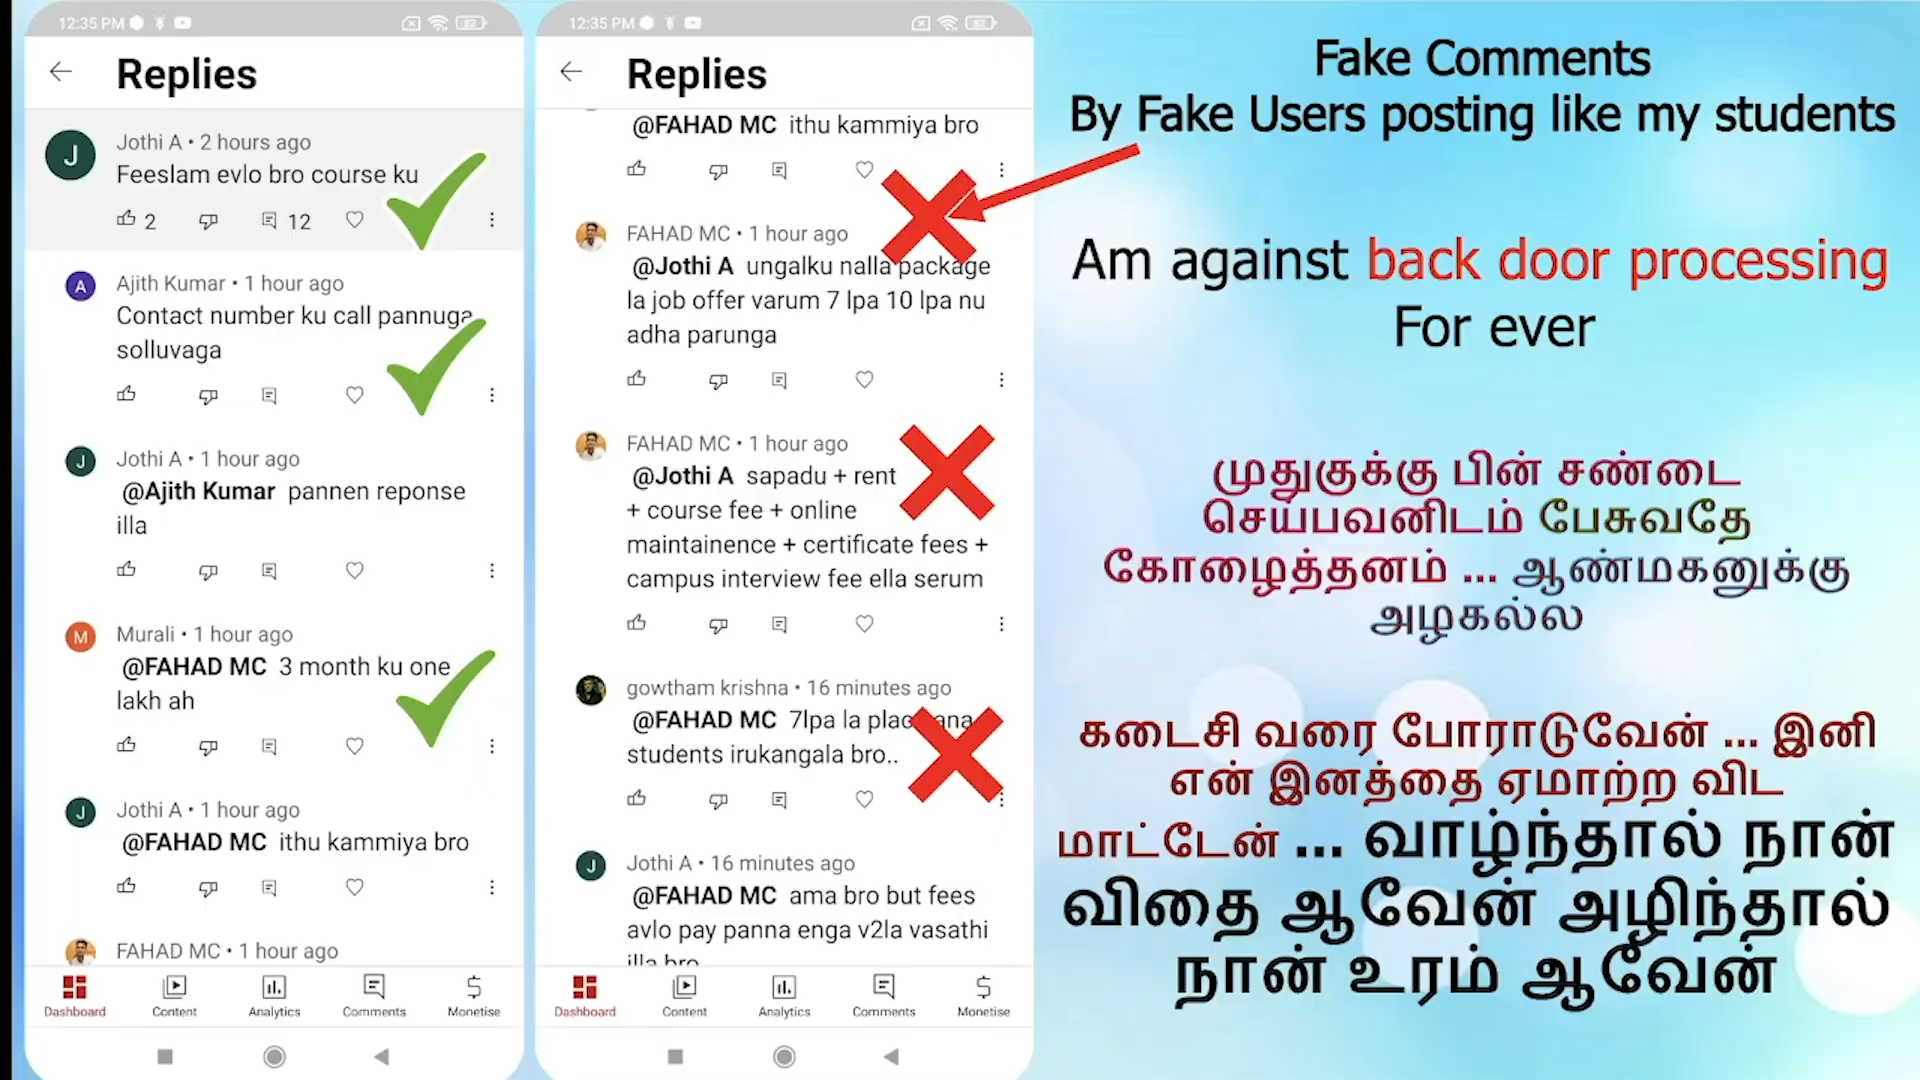 12:35 PM
82
Replies
Jothi A • 2 hours ago
Feeslam evlo bro course ku
2
12
Ajith Kumar • 1 hour ago
Contact number ku call pannuga
solluvaga
Jothi A • 1 hour ago
@Ajith Kumar pannen reponse
illa
Murali • 1 hour ago
@FAHAD MC 3 month ku one
lakh ah
Jothi A • 1 hour ago
@FAHAD MC ithu kammiya bro
FAHAD MC • 1 hour ago
Dashboard
Content
Analytics
Comments
Monetise
12:35 PM
82
Replies
@FAHAD MC ithu kammiya bro
FAHAD MC • 1 hour ago
@Jothi A ungalku nalla package
la job offer varum 7 lpa 10 lpa nu
adha parunga
FAHAD MC • 1 hour ago
@Jothi A sapadu + rent
+ course fee + online
maintainence + certificate fees +
campus interview fee ella serum
gowtham krishna • 16 minutes ago
@FAHAD MC 7lpa la
students irukangala bro..
Jothi A • 16 minutes ago
@FAHAD MC ama bro but fees
avlo pay panna enga v2la vasathi
illa bro
Dashboard
Content
Analytics
Comments
Monetise
Fake Comments
By Fake Users posting like my students
Am against back door processing
For ever
முதுகுக்கு பின் சண்டை
செய்பவனிடம் பேசுவதே
கோழைத்தனம் ... ஆண்மகனுக்கு
அழகல்ல
கடைசி வரை போராடுவேன் ... இனி
என் இனத்தை ஏமாற்ற விட
மாட்டேன் ... வாழ்ந்தால் நான்
விதை ஆவேன் அழிந்தால்
நான் உரம் ஆவேன்